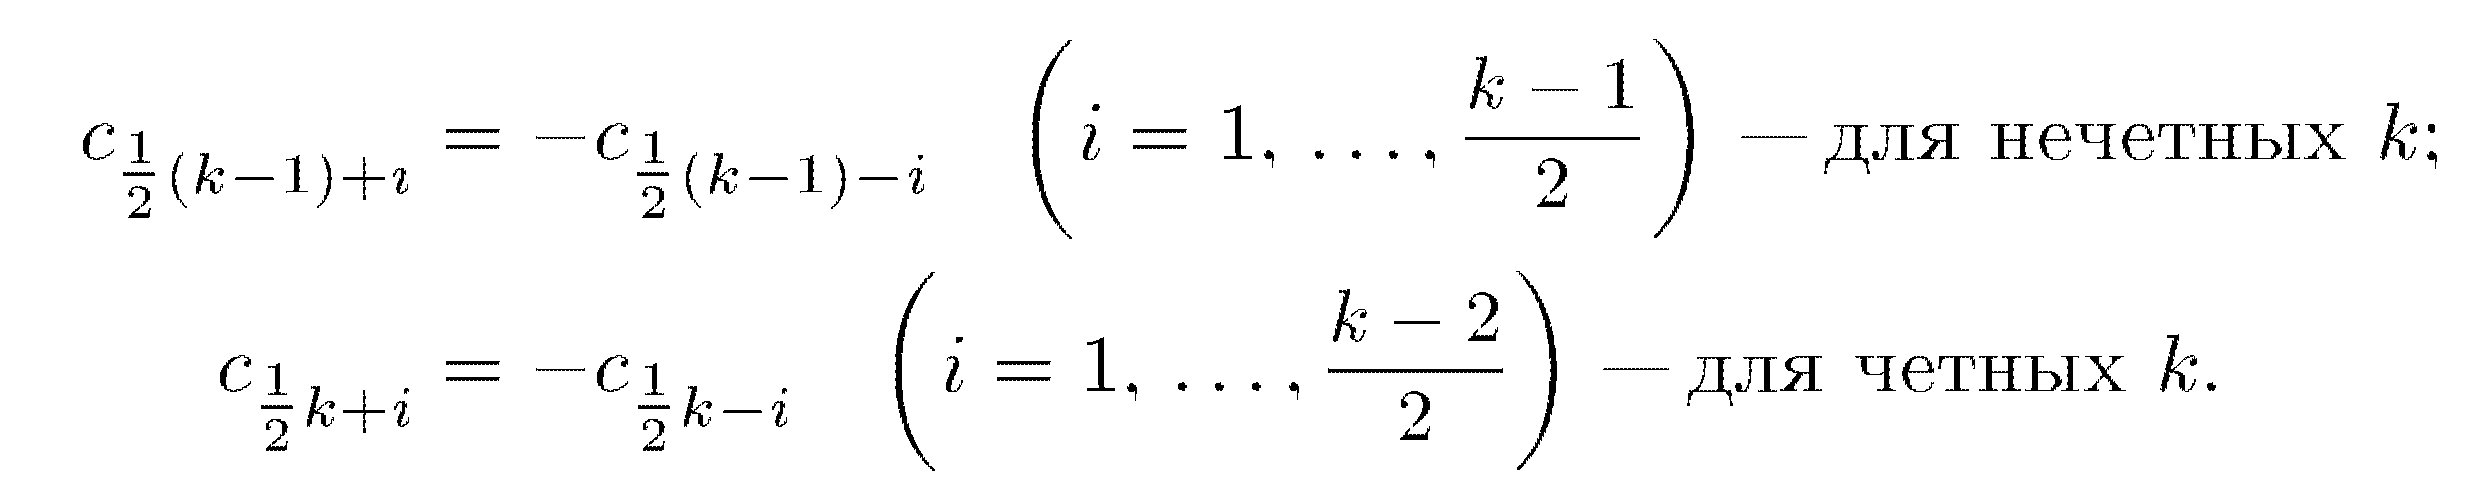 $c_{\frac{1}{2}(k-1)+i} = -c_{\frac{1}{2}(k-1)-i} \quad \left(i = 1, \ldots, \frac{k-1}{2}\right)$ — для нечетных $k$;
$c_{\frac{1}{2}k+i} = -c_{\frac{1}{2}k-i} \quad \left(i = 1, \ldots, \frac{k-2}{2}\right)$ — для четных $k$.